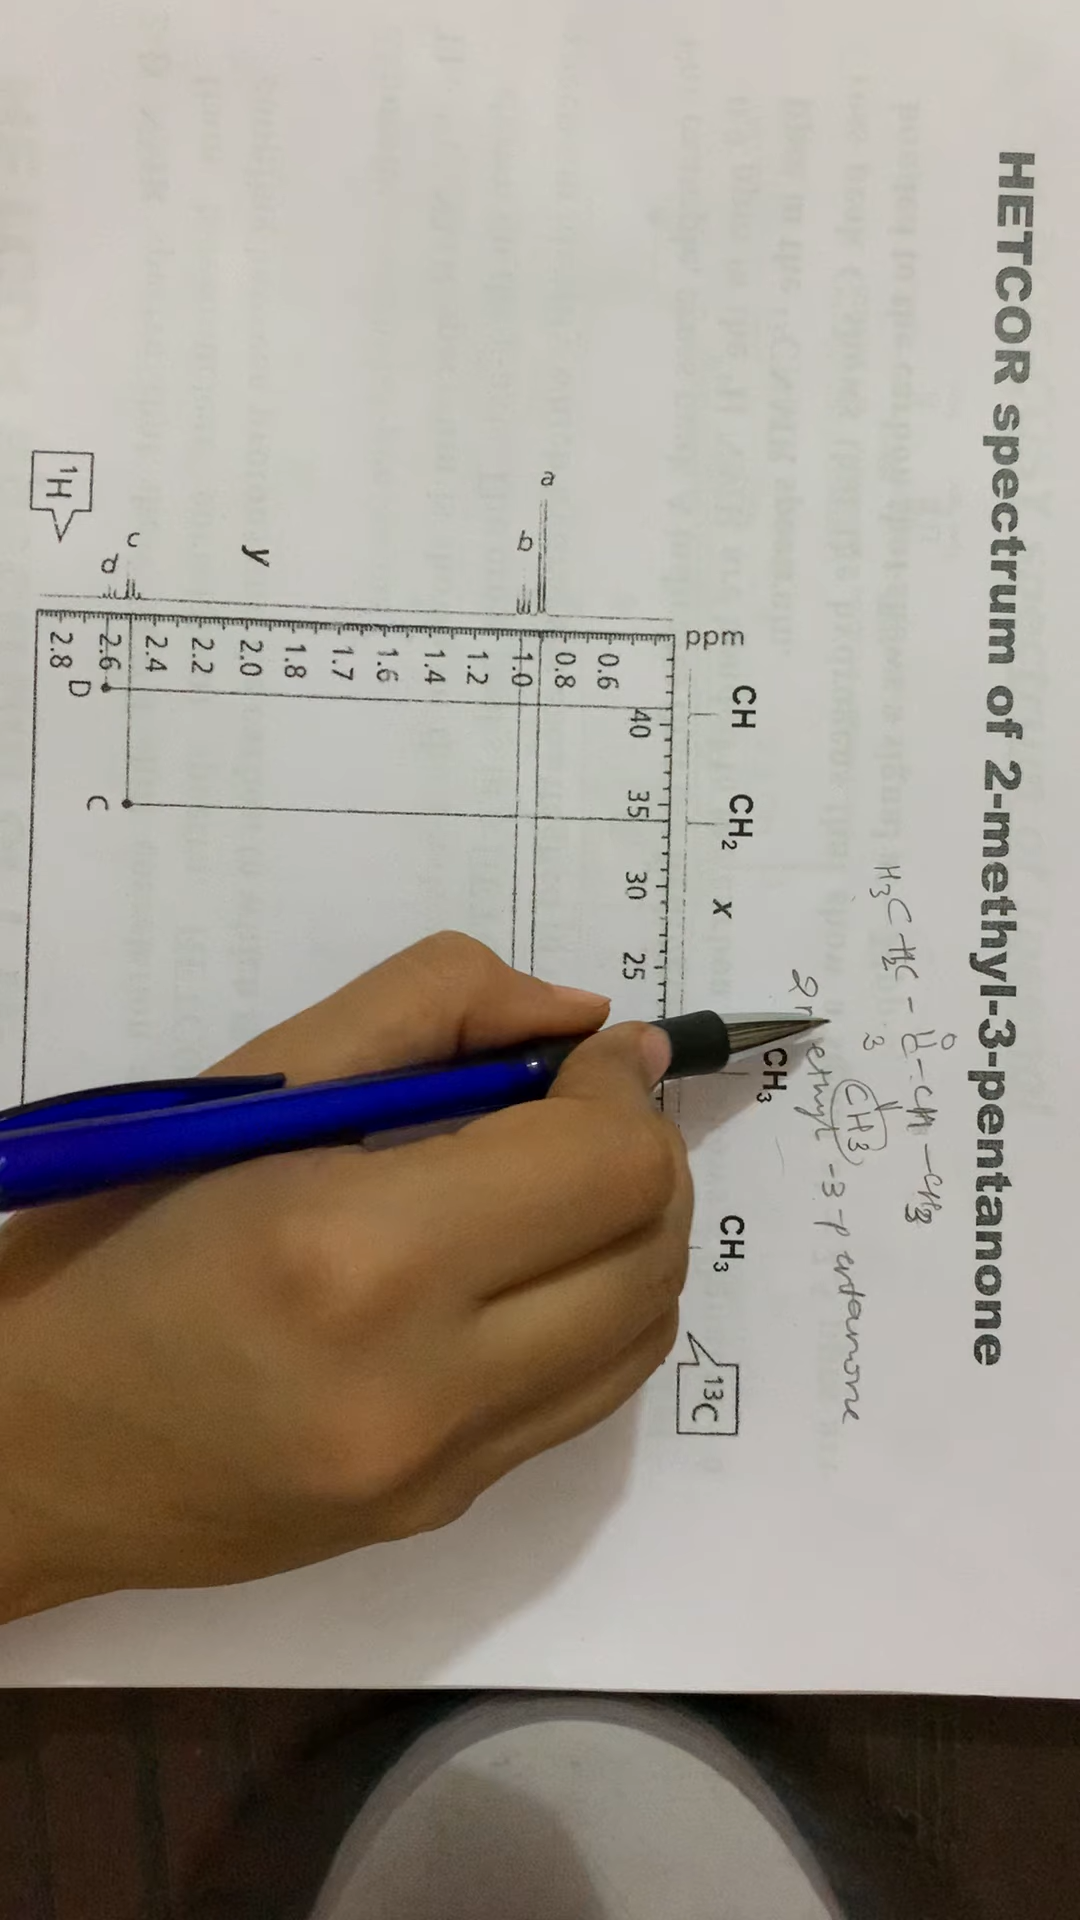 HETCOR spectrum of 2-methyl-3-pentanone
H3C-H2C-C-CH-CH3
O
3
CH3
ethyl-3-pentanone
CH CH2 x CH3 CH3
13C
ppm
40 35 30 25
0.6
0.8
1.0
1.2
1.4
1.6
1.7
1.8
2.0
2.2
2.4
2.6
2.8
a
b
y
c
d
1H
C
D